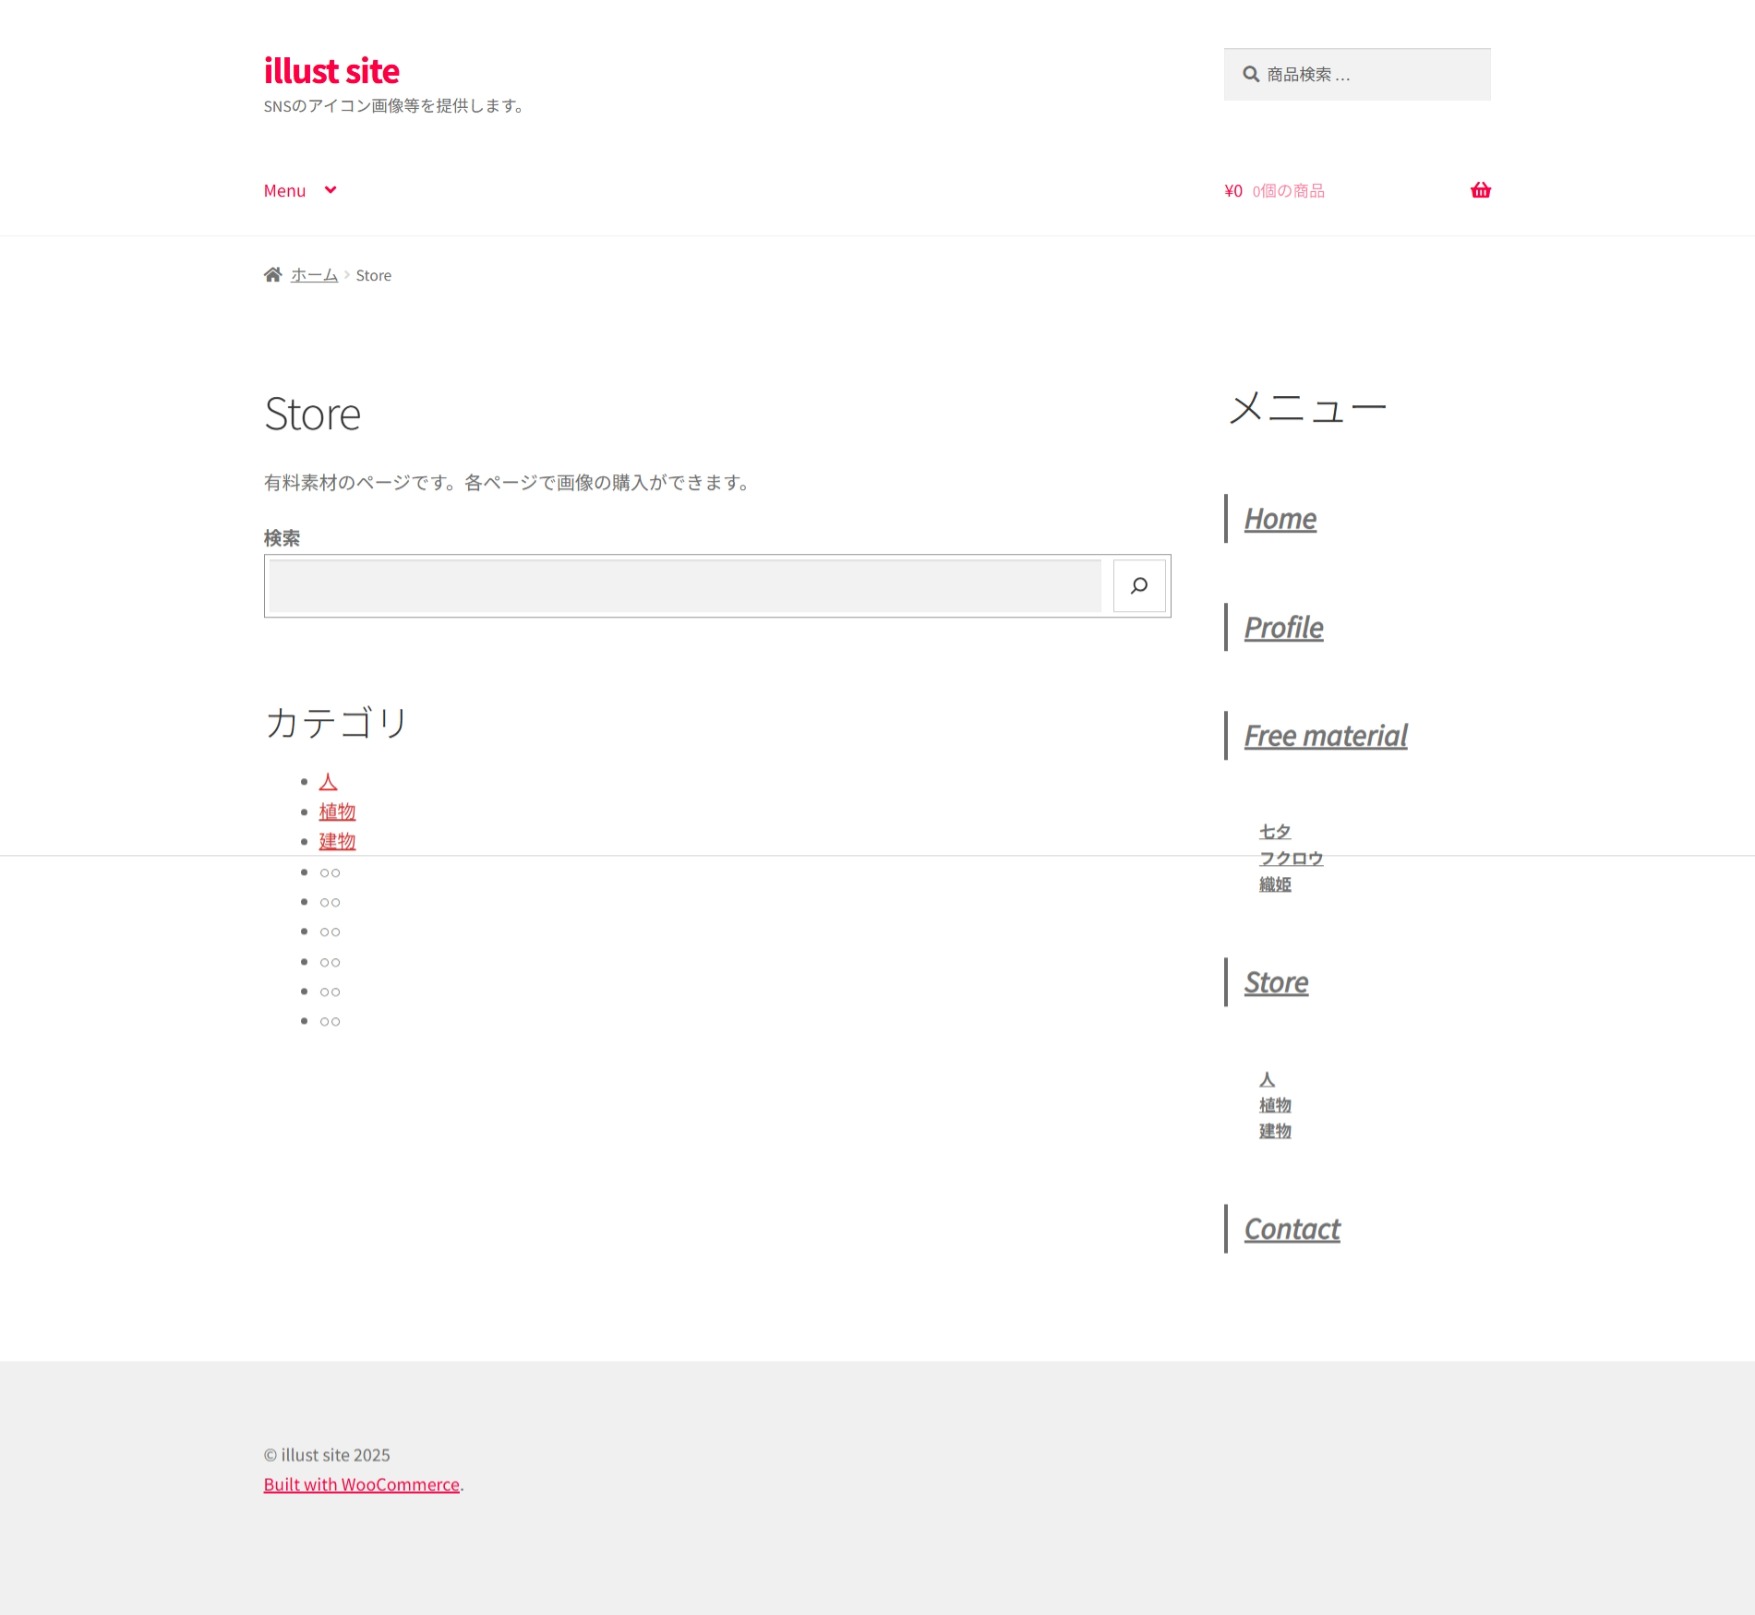 illust site
SNSのアイコン画像等を提供します。
商品検索 …
Menu
¥0 0個の商品
ホーム › Store
Store
有料素材のページです。各ページで画像の購入ができます。
検索
カテゴリ
人
植物
建物
○○
○○
○○
○○
○○
○○
メニュー
Home
Profile
Free material
七夕
フクロウ
織姫
Store
人
植物
建物
Contact
© illust site 2025
Built with WooCommerce.